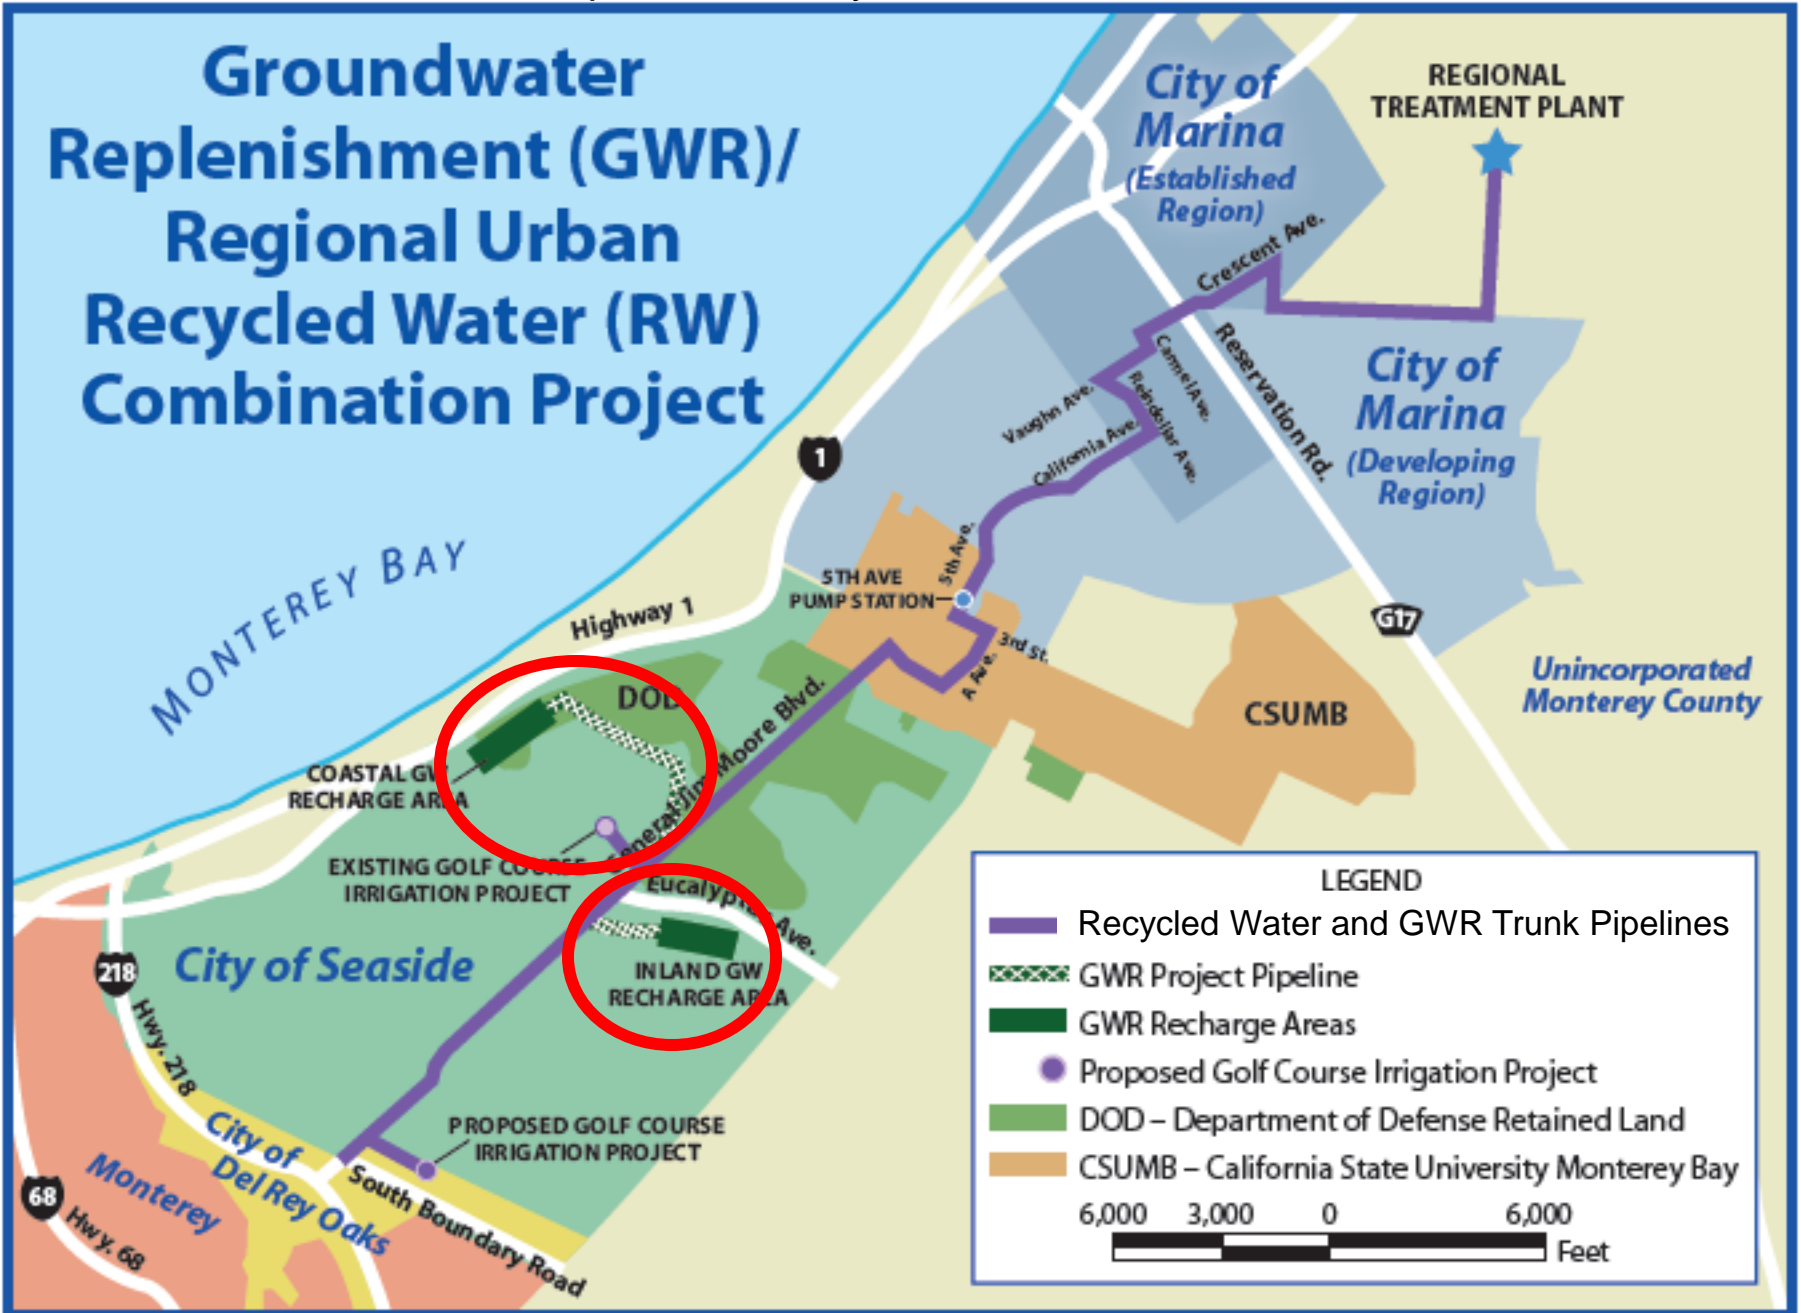 Groundwater
Replenishment (GWR)/
Regional Urban
Recycled Water (RW)
Combination Project
City of
Marina
(Established
Region)
REGIONAL
TREATMENT PLANT
Crescent Ave.
Reservation Rd.
Carmel Ave.
Reindollar Ave.
Vaughn Ave.
California Ave.
City of
Marina
(Developing
Region)
1
MONTEREY BAY
5th Ave.
5TH AVE
PUMP STATION
Highway 1
3rd St.
A Ave.
G17
Unincorporated
Monterey County
CSUMB
DOD
General Jim Moore Blvd.
COASTAL GW
RECHARGE AREA
EXISTING GOLF COURSE
IRRIGATION PROJECT
Eucalyptus Ave.
INLAND GW
RECHARGE AREA
City of Seaside
218
Hwy. 218
PROPOSED GOLF COURSE
IRRIGATION PROJECT
City of
Del Rey Oaks
Monterey
South Boundary Road
68
Hwy. 68
LEGEND
Recycled Water and GWR Trunk Pipelines
GWR Project Pipeline
GWR Recharge Areas
Proposed Golf Course Irrigation Project
DOD – Department of Defense Retained Land
CSUMB – California State University Monterey Bay
6,000 3,000 0 6,000
Feet